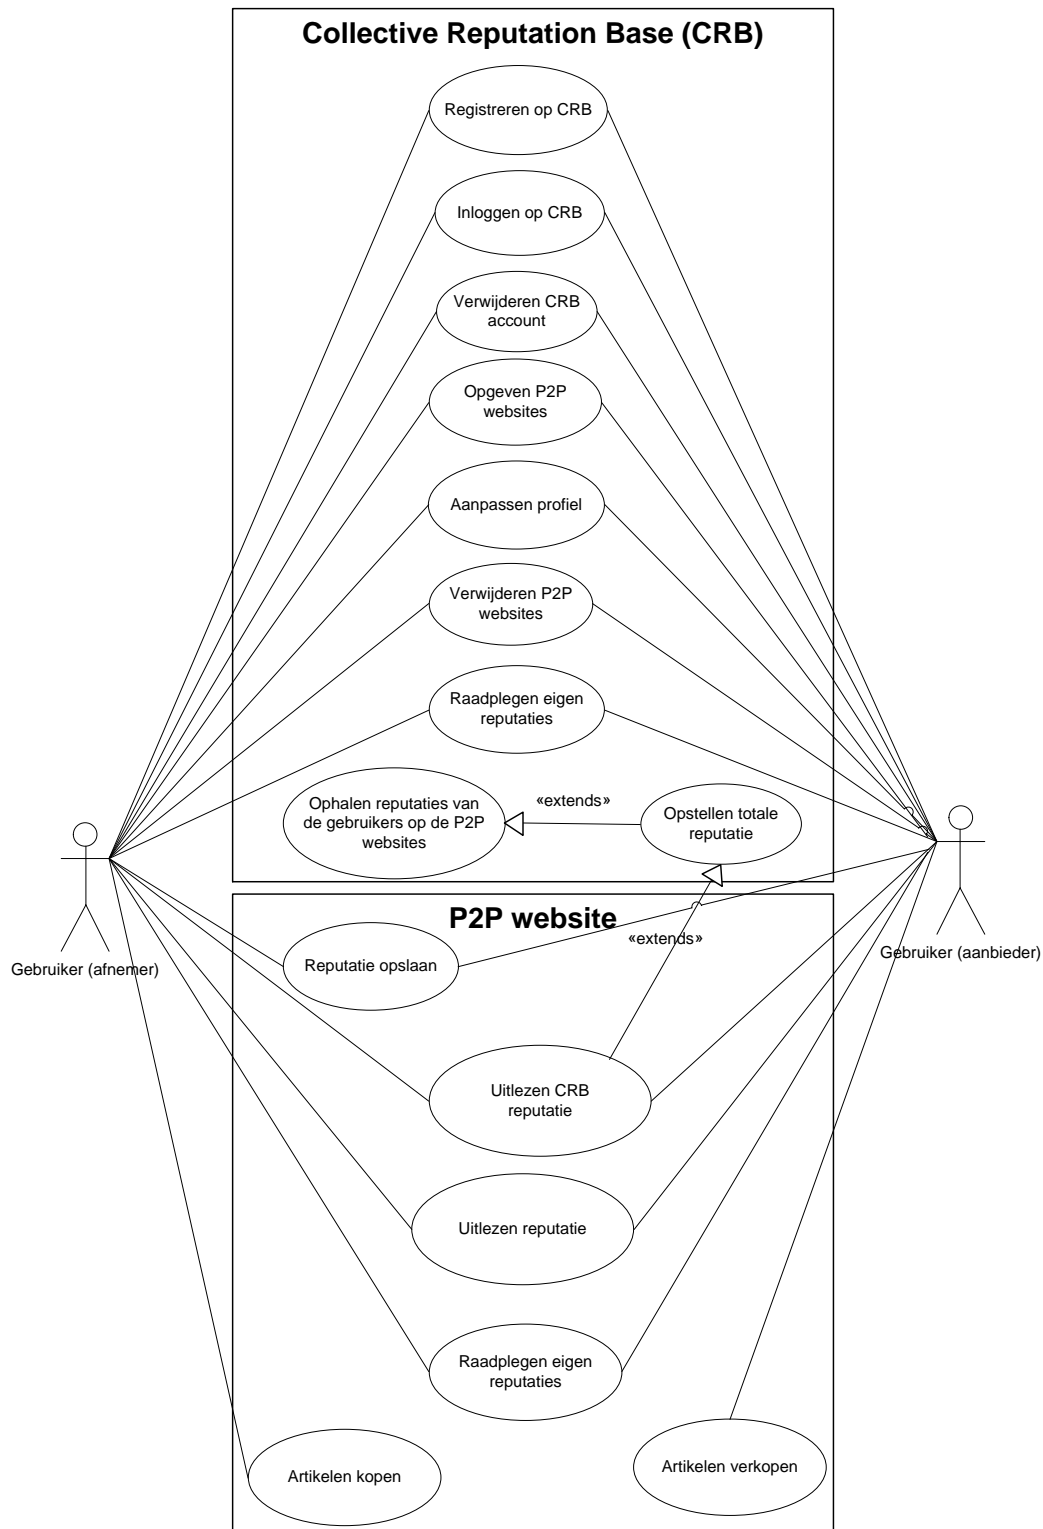 Collective Reputation Base (CRB)
Registreren op CRB
Inloggen op CRB
Verwijderen CRB
account
Opgeven P2P
websites
Aanpassen profiel
Verwijderen P2P
websites
Raadplegen eigen
reputaties
Ophalen reputaties van
de gebruikers op de P2P
websites
«extends»
Opstellen totale
reputatie
Gebruiker (afnemer)
Gebruiker (aanbieder)
P2P website
«extends»
Reputatie opslaan
Uitlezen CRB
reputatie
Uitlezen reputatie
Raadplegen eigen
reputaties
Artikelen kopen
Artikelen verkopen